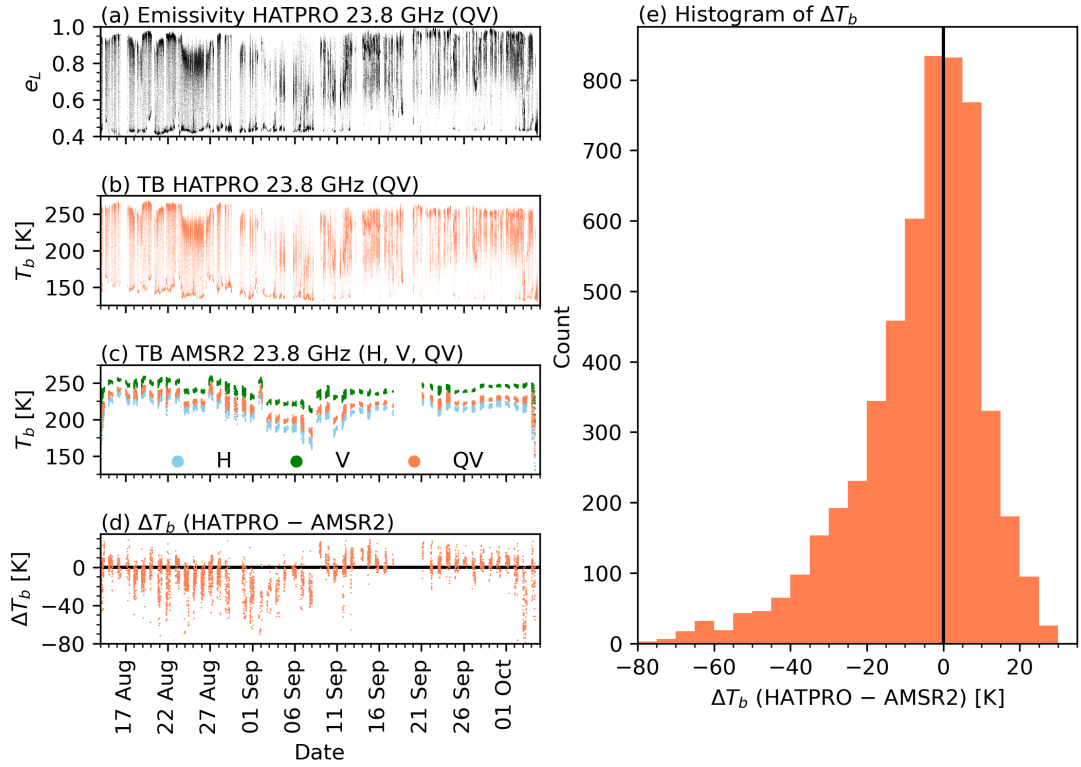 (a) Emissivity HATPRO 23.8 GHz (QV)
1.0
0.8
0.6
0.4
e_L
(b) TB HATPRO 23.8 GHz (QV)
250
200
150
T_b [K]
(c) TB AMSR2 23.8 GHz (H, V, QV)
250
200
150
T_b [K]
H V QV
(d) ΔT_b (HATPRO − AMSR2)
0
−40
−80
ΔT_b [K]
17 Aug
22 Aug
27 Aug
01 Sep
06 Sep
11 Sep
16 Sep
21 Sep
26 Sep
01 Oct
Date
(e) Histogram of ΔT_b
800
700
600
500
400
300
200
100
0
Count
−80 −60 −40 −20 0 20
ΔT_b (HATPRO − AMSR2) [K]